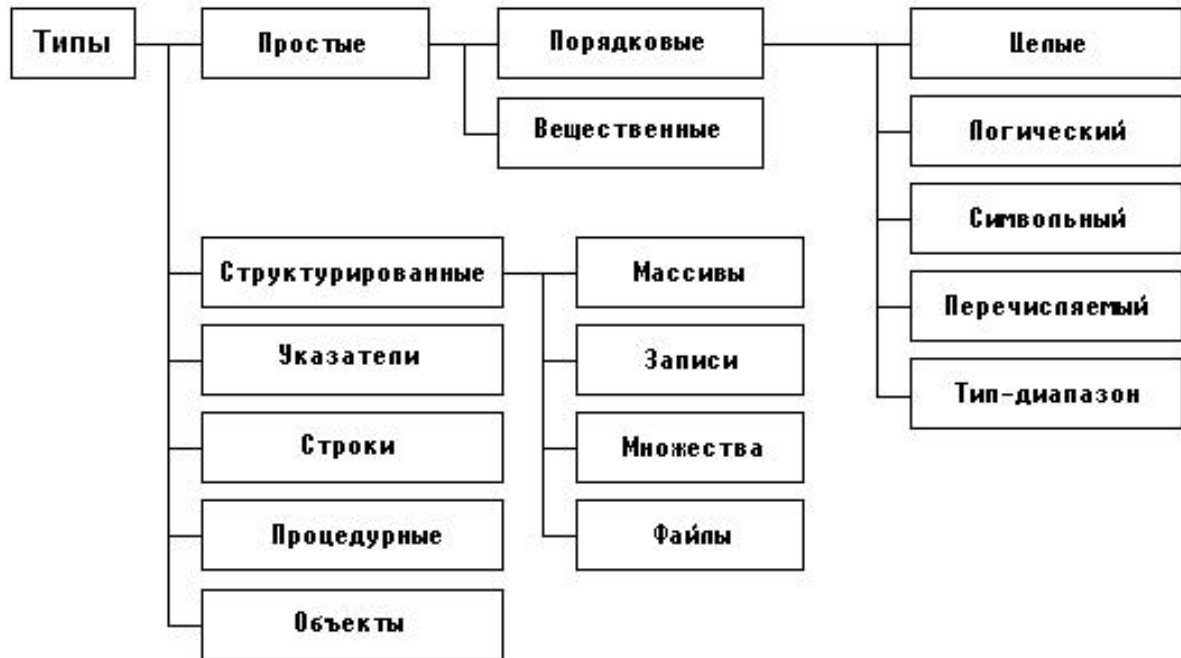 Типы
Простые
Порядковые
Целые
Вещественные
Логический
Символьный
Структурированные
Массивы
Перечисляемый
Указатели
Записи
Тип-диапазон
Строки
Множества
Процедурные
Файлы
Объекты